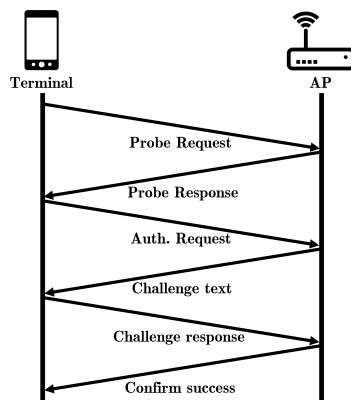 Terminal
AP
Probe Request
Probe Response
Auth. Request
Challenge text
Challenge response
Confirm success